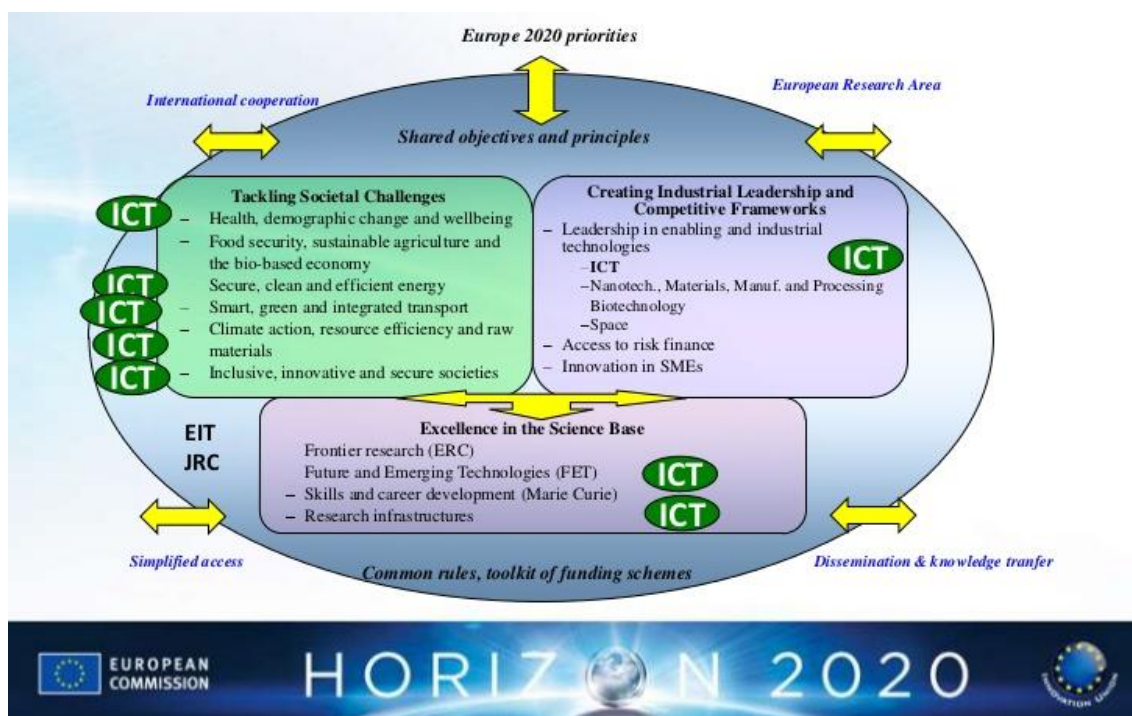 Europe 2020 priorities
International cooperation
European Research Area
Shared objectives and principles
Tackling Societal Challenges
ICT
– Health, demographic change and wellbeing
– Food security, sustainable agriculture and
the bio-based economy
ICT
Secure, clean and efficient energy
ICT
– Smart, green and integrated transport
ICT
– Climate action, resource efficiency and raw
materials
ICT
– Inclusive, innovative and secure societies
Creating Industrial Leadership and
Competitive Frameworks
– Leadership in enabling and industrial
technologies
ICT
–ICT
–Nanotech., Materials, Manuf. and Processing
Biotechnology
–Space
– Access to risk finance
– Innovation in SMEs
EIT
JRC
Excellence in the Science Base
Frontier research (ERC)
Future and Emerging Technologies (FET)
ICT
– Skills and career development (Marie Curie)
– Research infrastructures
ICT
Simplified access
Dissemination & knowledge tranfer
Common rules, toolkit of funding schemes
EUROPEAN
COMMISSION
HORIZON 2020
INNOVATION UNION